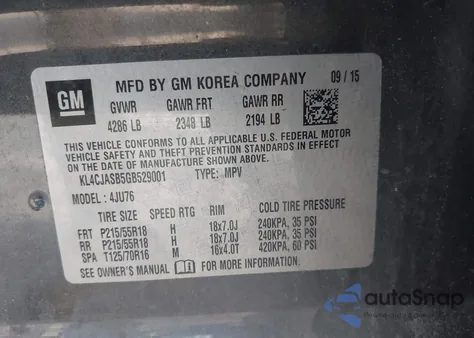 GM
MFD BY GM KOREA COMPANY 09/15
GVWR GAWR FRT GAWR RR
4286 LB 2348 LB 2194 LB
THIS VEHICLE CONFORMS TO ALL APPLICABLE U.S. FEDERAL MOTOR
VEHICLE SAFETY, BUMPER, AND THEFT PREVENTION STANDARDS IN
EFFECT ON THE DATE OF MANUFACTURE SHOWN ABOVE.
KL4CJASB5GB529001 TYPE: MPV
MODEL: 4JU76
TIRE SIZE SPEED RTG RIM COLD TIRE PRESSURE
FRT P215/55R18 H 18x7.0J 240KPA, 35 PSI
RR P215/55R18 H 18x7.0J 240KPA, 35 PSI
SPA T125/70R16 M 16x4.0T 420KPA, 60 PSI
SEE OWNER'S MANUAL FOR MORE INFORMATION.
autoSnap